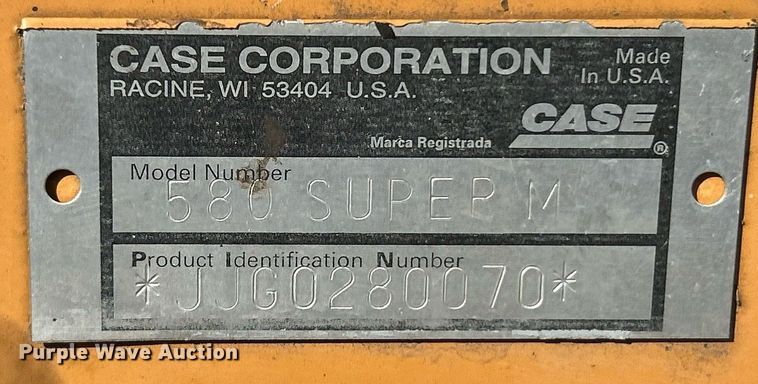 CASE CORPORATION
RACINE, WI 53404 U.S.A.
Made
In U.S.A.
Marca Registrada
CASE
®
Model Number
580 SUPER M
Product Identification Number
*JJG0280070*
Purple Wave Auction